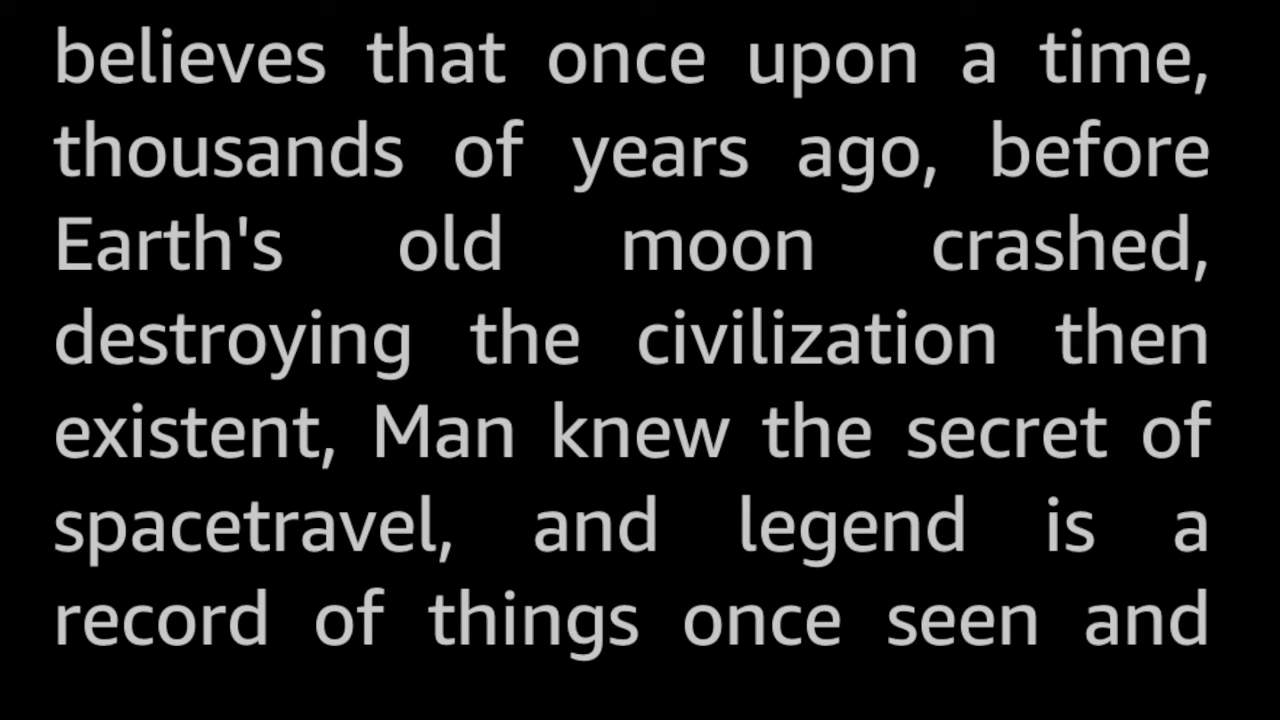 believes that once upon a time,
thousands of years ago, before
Earth's old moon crashed,
destroying the civilization then
existent, Man knew the secret of
spacetravel, and legend is a
record of things once seen and